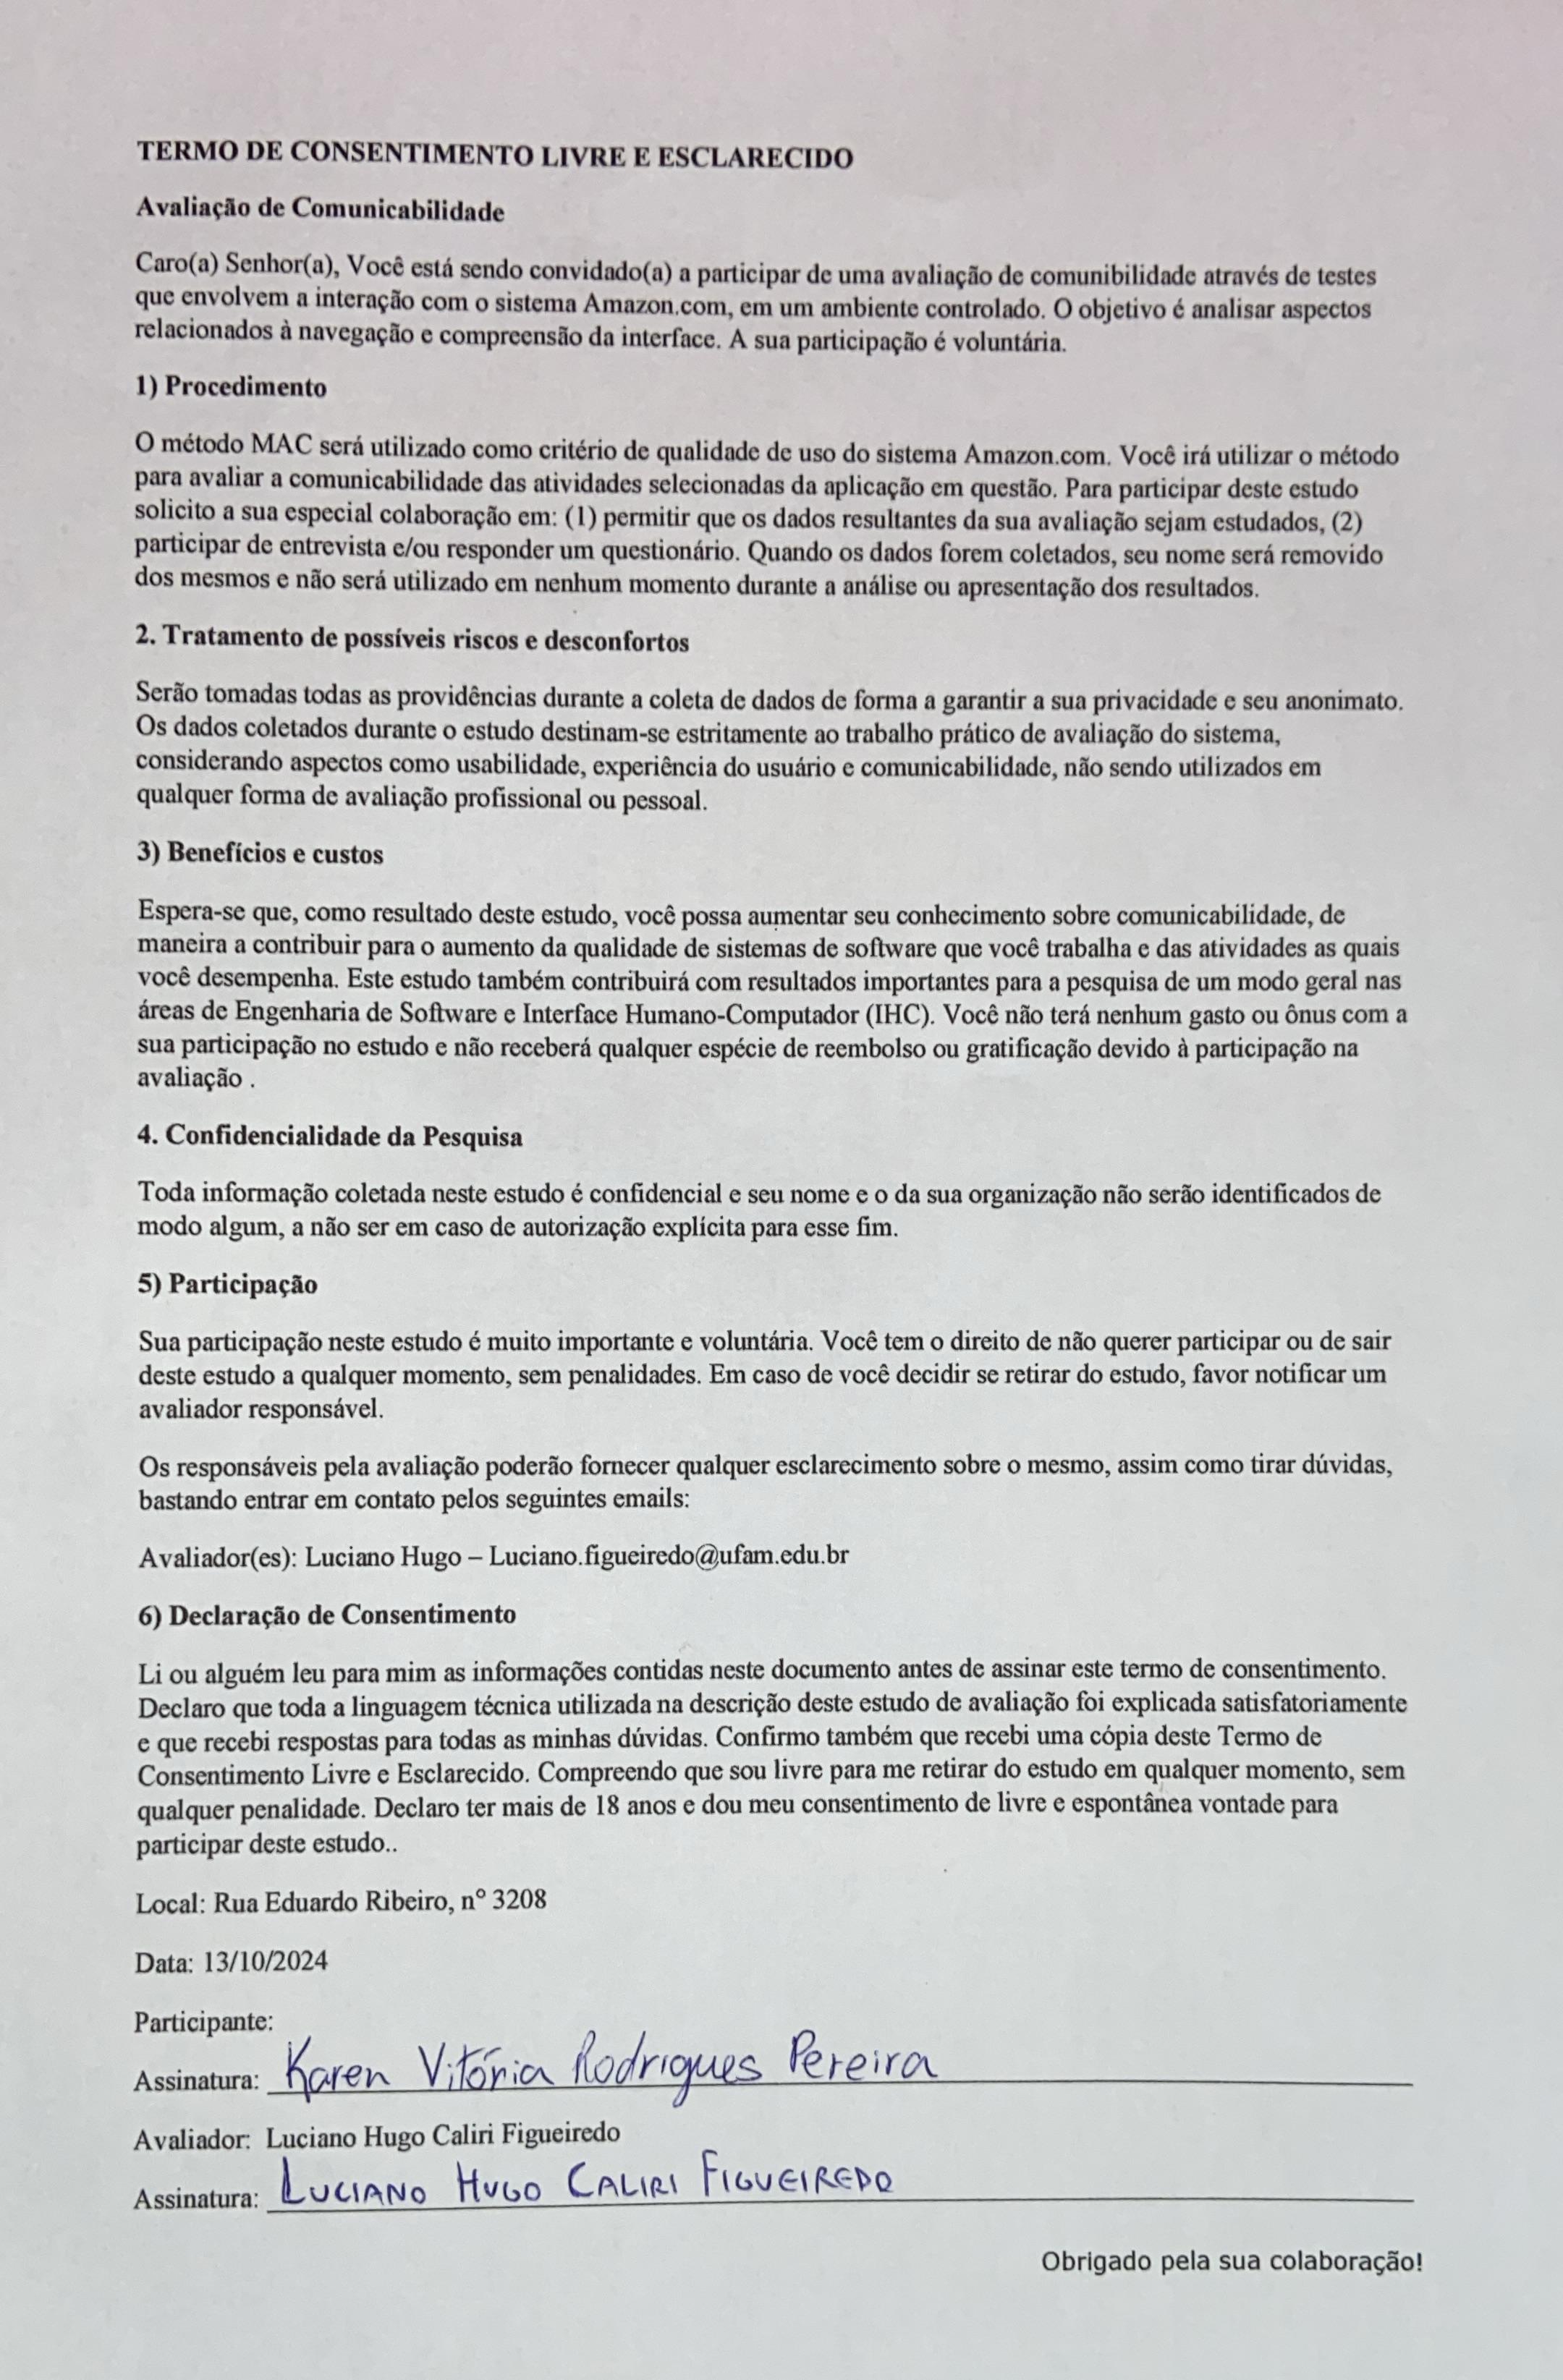 TERMO DE CONSENTIMENTO LIVRE E ESCLARECIDO
Avaliação de Comunicabilidade
Caro(a) Senhor(a), Você está sendo convidado(a) a participar de uma avaliação de comunibilidade através de testes
que envolvem a interação com o sistema Amazon.com, em um ambiente controlado. O objetivo é analisar aspectos
relacionados à navegação e compreensão da interface. A sua participação é voluntária.
1) Procedimento
O método MAC será utilizado como critério de qualidade de uso do sistema Amazon.com. Você irá utilizar o método
para avaliar a comunicabilidade das atividades selecionadas da aplicação em questão. Para participar deste estudo
solicito a sua especial colaboração em: (1) permitir que os dados resultantes da sua avaliação sejam estudados, (2)
participar de entrevista e/ou responder um questionário. Quando os dados forem coletados, seu nome será removido
dos mesmos e não será utilizado em nenhum momento durante a análise ou apresentação dos resultados.
2. Tratamento de possíveis riscos e desconfortos
Serão tomadas todas as providências durante a coleta de dados de forma a garantir a sua privacidade e seu anonimato.
Os dados coletados durante o estudo destinam-se estritamente ao trabalho prático de avaliação do sistema,
considerando aspectos como usabilidade, experiência do usuário e comunicabilidade, não sendo utilizados em
qualquer forma de avaliação profissional ou pessoal.
3) Benefícios e custos
Espera-se que, como resultado deste estudo, você possa aumentar seu conhecimento sobre comunicabilidade, de
maneira a contribuir para o aumento da qualidade de sistemas de software que você trabalha e das atividades as quais
você desempenha. Este estudo também contribuirá com resultados importantes para a pesquisa de um modo geral nas
áreas de Engenharia de Software e Interface Humano-Computador (IHC). Você não terá nenhum gasto ou ônus com a
sua participação no estudo e não receberá qualquer espécie de reembolso ou gratificação devido à participação na
avaliação .
4. Confidencialidade da Pesquisa
Toda informação coletada neste estudo é confidencial e seu nome e o da sua organização não serão identificados de
modo algum, a não ser em caso de autorização explícita para esse fim.
5) Participação
Sua participação neste estudo é muito importante e voluntária. Você tem o direito de não querer participar ou de sair
deste estudo a qualquer momento, sem penalidades. Em caso de você decidir se retirar do estudo, favor notificar um
avaliador responsável.
Os responsáveis pela avaliação poderão fornecer qualquer esclarecimento sobre o mesmo, assim como tirar dúvidas,
bastando entrar em contato pelos seguintes emails:
Avaliador(es): Luciano Hugo – Luciano.figueiredo@ufam.edu.br
6) Declaração de Consentimento
Li ou alguém leu para mim as informações contidas neste documento antes de assinar este termo de consentimento.
Declaro que toda a linguagem técnica utilizada na descrição deste estudo de avaliação foi explicada satisfatoriamente
e que recebi respostas para todas as minhas dúvidas. Confirmo também que recebi uma cópia deste Termo de
Consentimento Livre e Esclarecido. Compreendo que sou livre para me retirar do estudo em qualquer momento, sem
qualquer penalidade. Declaro ter mais de 18 anos e dou meu consentimento de livre e espontânea vontade para
participar deste estudo..
Local: Rua Eduardo Ribeiro, nº 3208
Data: 13/10/2024
Participante:
Assinatura: Karen Vitória Rodrigues Pereira
Avaliador: Luciano Hugo Caliri Figueiredo
Assinatura: LUCIANO HUGO CALIRI FIGUEIREDO
Obrigado pela sua colaboração!